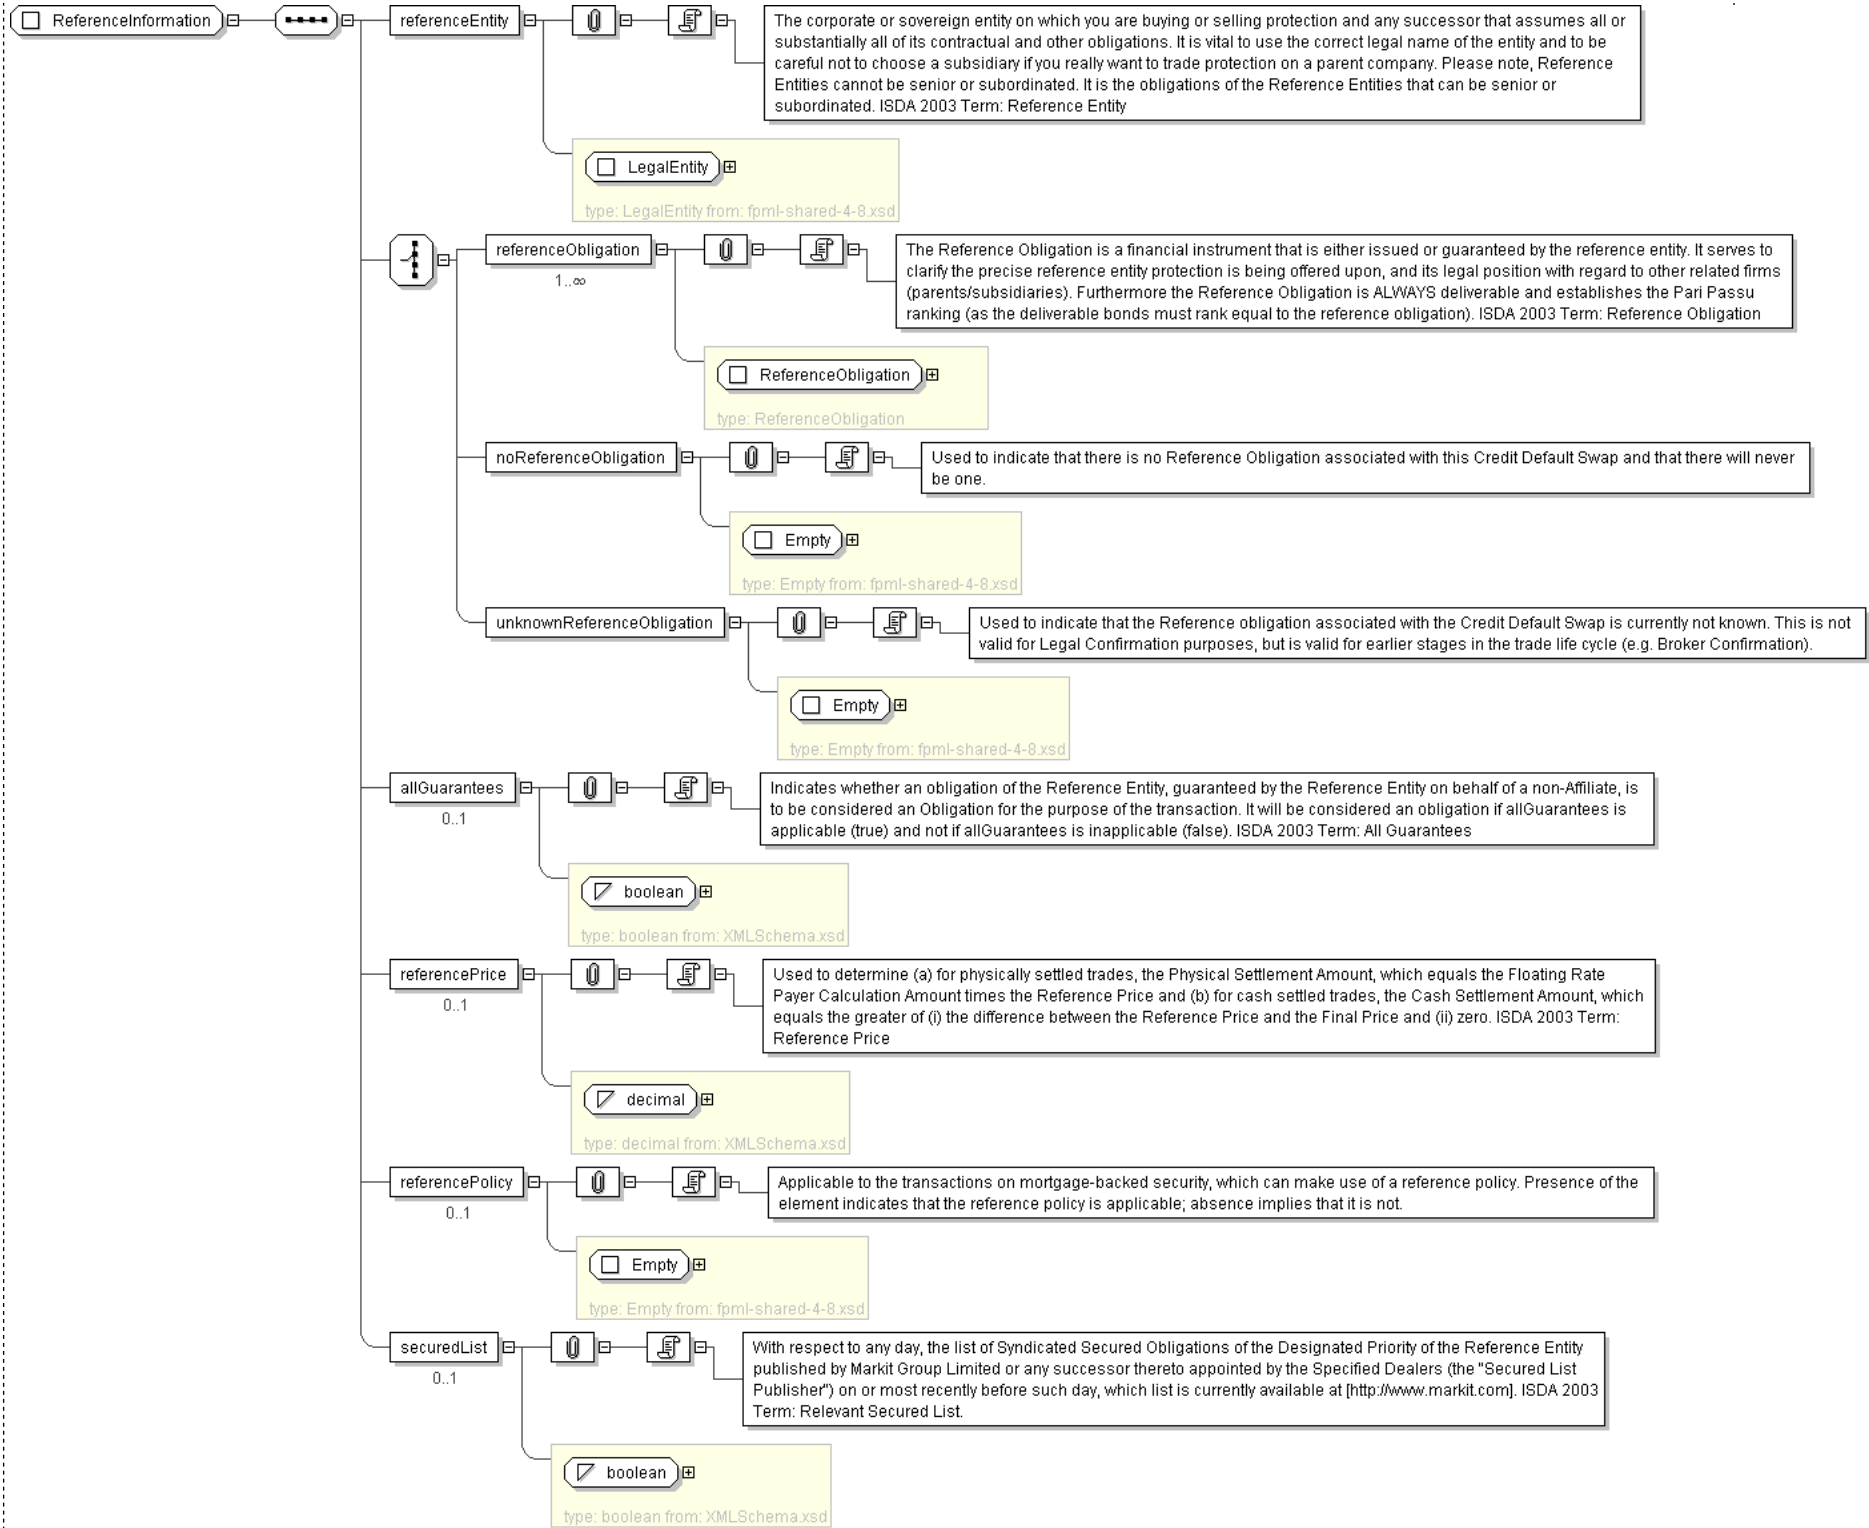 ReferenceInformation
referenceEntity
The corporate or sovereign entity on which you are buying or selling protection and any successor that assumes all or
substantially all of its contractual and other obligations. It is vital to use the correct legal name of the entity and to be
careful not to choose a subsidiary if you really want to trade protection on a parent company. Please note, Reference
Entities cannot be senior or subordinated. It is the obligations of the Reference Entities that can be senior or
subordinated. ISDA 2003 Term: Reference Entity
LegalEntity
type: LegalEntity from: fpml-shared-4-8.xsd
referenceObligation
1..∞
The Reference Obligation is a financial instrument that is either issued or guaranteed by the reference entity. It serves to
clarify the precise reference entity protection is being offered upon, and its legal position with regard to other related firms
(parents/subsidiaries). Furthermore the Reference Obligation is ALWAYS deliverable and establishes the Pari Passu
ranking (as the deliverable bonds must rank equal to the reference obligation). ISDA 2003 Term: Reference Obligation
ReferenceObligation
type: ReferenceObligation
noReferenceObligation
Used to indicate that there is no Reference Obligation associated with this Credit Default Swap and that there will never
be one.
Empty
type: Empty from: fpml-shared-4-8.xsd
unknownReferenceObligation
Used to indicate that the Reference obligation associated with the Credit Default Swap is currently not known. This is not
valid for Legal Confirmation purposes, but is valid for earlier stages in the trade life cycle (e.g. Broker Confirmation).
Empty
type: Empty from: fpml-shared-4-8.xsd
allGuarantees
0..1
Indicates whether an obligation of the Reference Entity, guaranteed by the Reference Entity on behalf of a non-Affiliate, is
to be considered an Obligation for the purpose of the transaction. It will be considered an obligation if allGuarantees is
applicable (true) and not if allGuarantees is inapplicable (false). ISDA 2003 Term: All Guarantees
boolean
type: boolean from: XMLSchema.xsd
referencePrice
0..1
Used to determine (a) for physically settled trades, the Physical Settlement Amount, which equals the Floating Rate
Payer Calculation Amount times the Reference Price and (b) for cash settled trades, the Cash Settlement Amount, which
equals the greater of (i) the difference between the Reference Price and the Final Price and (ii) zero. ISDA 2003 Term:
Reference Price
decimal
type: decimal from: XMLSchema.xsd
referencePolicy
0..1
Applicable to the transactions on mortgage-backed security, which can make use of a reference policy. Presence of the
element indicates that the reference policy is applicable; absence implies that it is not.
Empty
type: Empty from: fpml-shared-4-8.xsd
securedList
0..1
With respect to any day, the list of Syndicated Secured Obligations of the Designated Priority of the Reference Entity
published by Markit Group Limited or any successor thereto appointed by the Specified Dealers (the "Secured List
Publisher") on or most recently before such day, which list is currently available at [http://www.markit.com]. ISDA 2003
Term: Relevant Secured List.
boolean
type: boolean from: XMLSchema.xsd